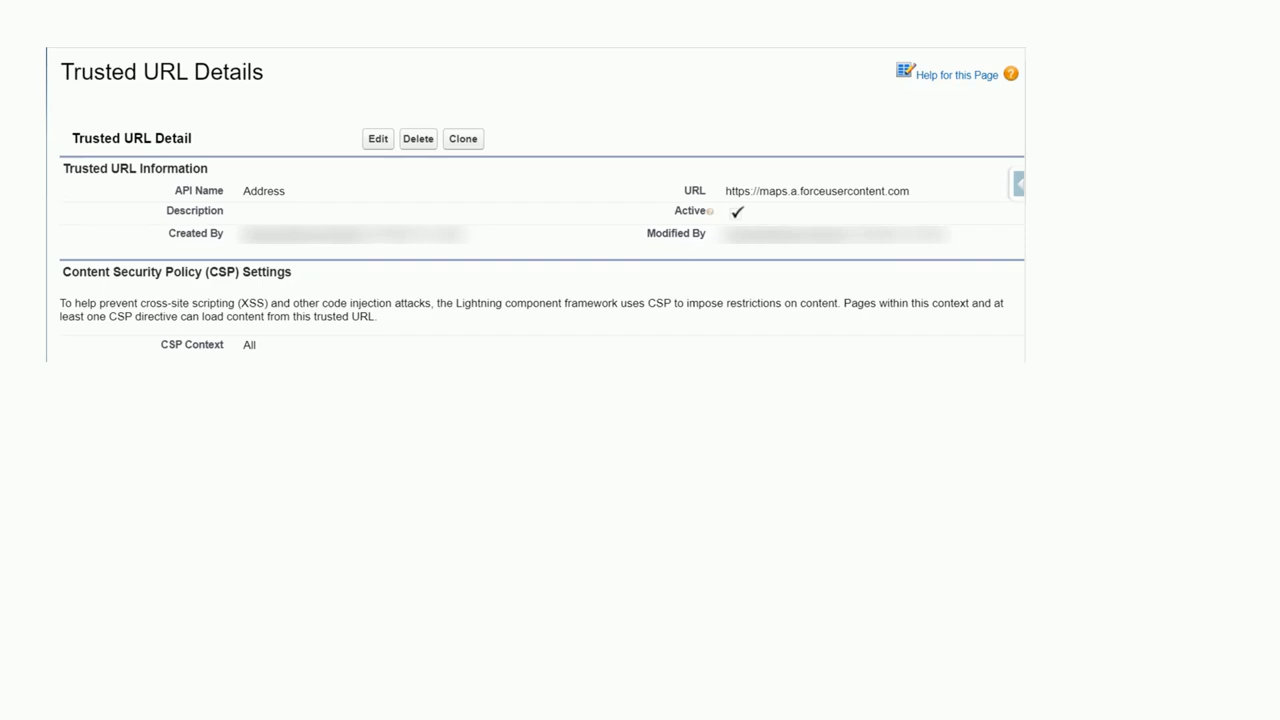 Trusted URL Details
Help for this Page ?
Trusted URL Detail Edit Delete Clone
Trusted URL Information
API Name Address URL https://maps.a.forceusercontent.com
Description Active
Created By Modified By
Content Security Policy (CSP) Settings
To help prevent cross-site scripting (XSS) and other code injection attacks, the Lightning component framework uses CSP to impose restrictions on content. Pages within this context and at
least one CSP directive can load content from this trusted URL.
CSP Context All